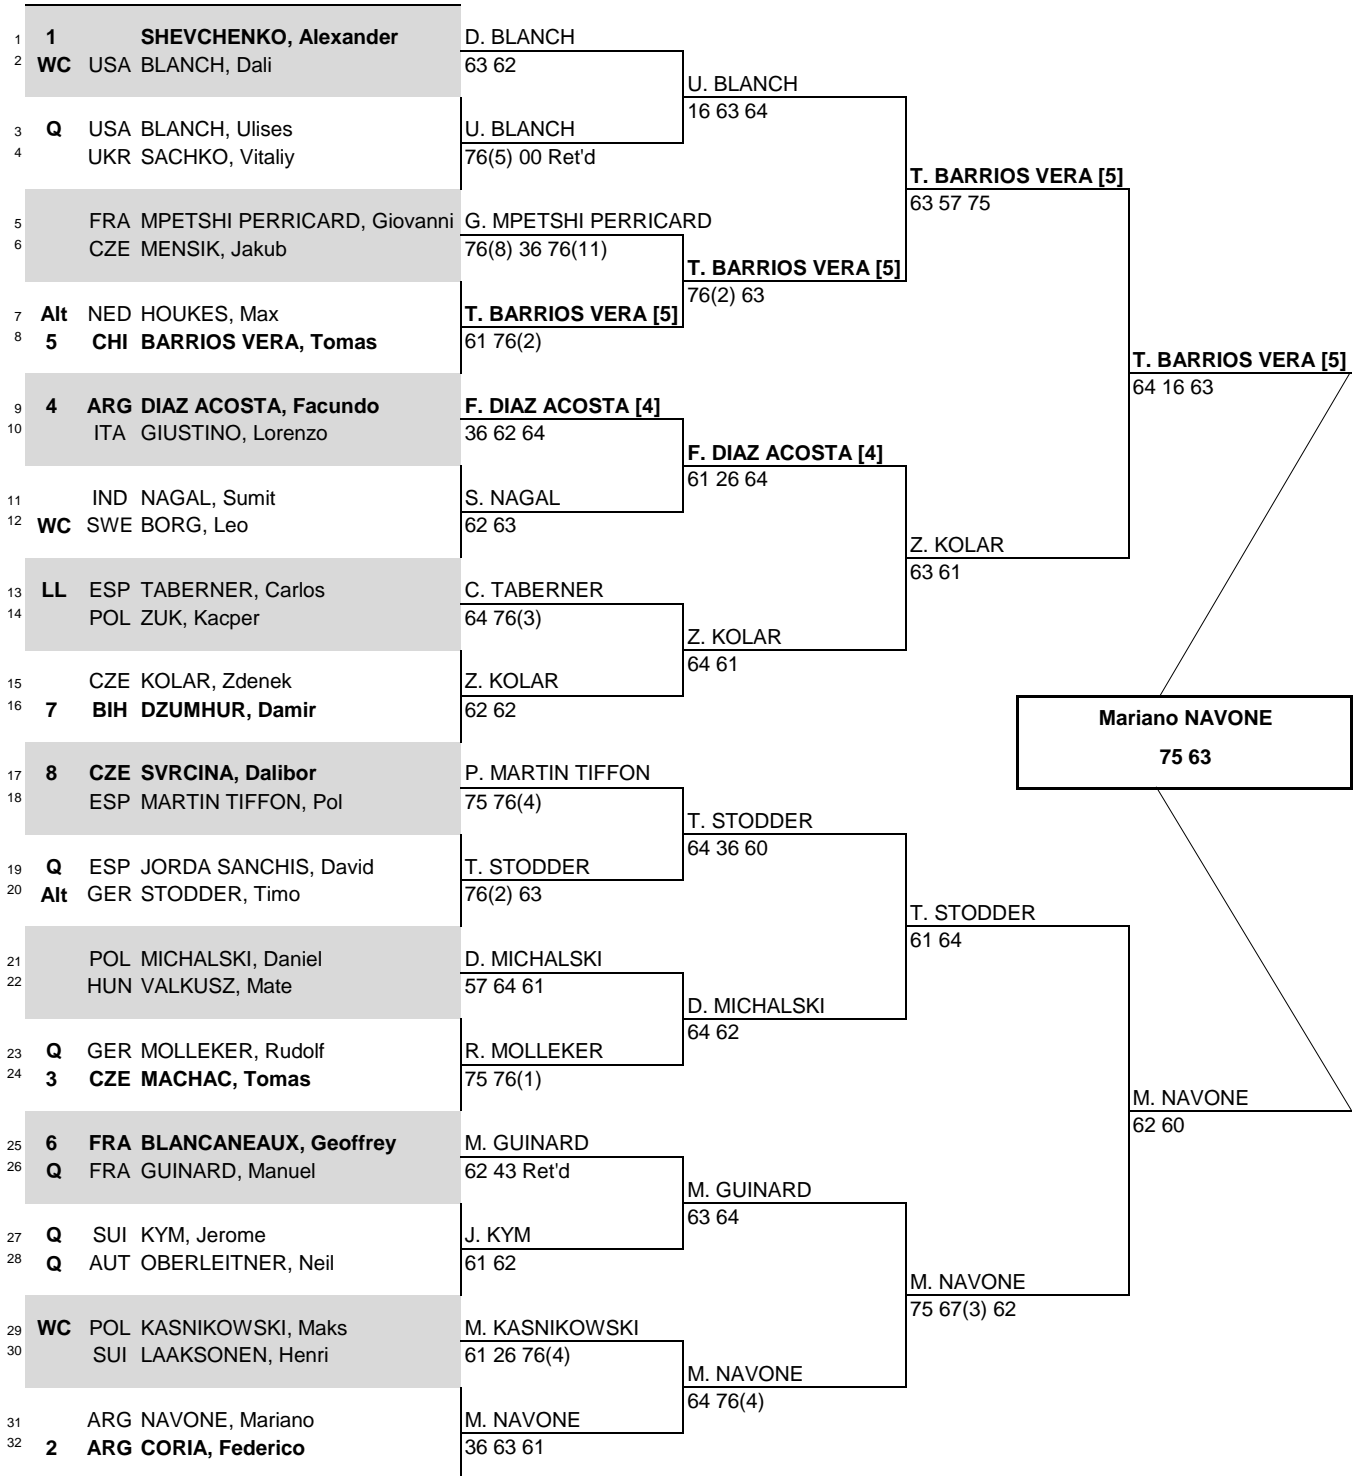 1 1 SHEVCHENKO, Alexander
2 WC USA BLANCH, Dali
3 Q USA BLANCH, Ulises
4 UKR SACHKO, Vitaliy
5 FRA MPETSHI PERRICARD, Giovanni
6 CZE MENSIK, Jakub
7 Alt NED HOUKES, Max
8 5 CHI BARRIOS VERA, Tomas
9 4 ARG DIAZ ACOSTA, Facundo
10 ITA GIUSTINO, Lorenzo
11 IND NAGAL, Sumit
12 WC SWE BORG, Leo
13 LL ESP TABERNER, Carlos
14 POL ZUK, Kacper
15 CZE KOLAR, Zdenek
16 7 BIH DZUMHUR, Damir
17 8 CZE SVRCINA, Dalibor
18 ESP MARTIN TIFFON, Pol
19 Q ESP JORDA SANCHIS, David
20 Alt GER STODDER, Timo
21 POL MICHALSKI, Daniel
22 HUN VALKUSZ, Mate
23 Q GER MOLLEKER, Rudolf
24 3 CZE MACHAC, Tomas
25 6 FRA BLANCANEAUX, Geoffrey
26 Q FRA GUINARD, Manuel
27 Q SUI KYM, Jerome
28 Q AUT OBERLEITNER, Neil
29 WC POL KASNIKOWSKI, Maks
30 SUI LAAKSONEN, Henri
31 ARG NAVONE, Mariano
32 2 ARG CORIA, Federico
D. BLANCH
63 62
U. BLANCH
76(5) 00 Ret'd
G. MPETSHI PERRICARD
76(8) 36 76(11)
T. BARRIOS VERA [5]
61 76(2)
F. DIAZ ACOSTA [4]
36 62 64
S. NAGAL
62 63
C. TABERNER
64 76(3)
Z. KOLAR
62 62
P. MARTIN TIFFON
75 76(4)
T. STODDER
76(2) 63
D. MICHALSKI
57 64 61
R. MOLLEKER
75 76(1)
M. GUINARD
62 43 Ret'd
J. KYM
61 62
M. KASNIKOWSKI
61 26 76(4)
M. NAVONE
36 63 61
U. BLANCH
16 63 64
T. BARRIOS VERA [5]
76(2) 63
F. DIAZ ACOSTA [4]
61 26 64
Z. KOLAR
64 61
T. STODDER
64 36 60
D. MICHALSKI
64 62
M. GUINARD
63 64
M. NAVONE
64 76(4)
T. BARRIOS VERA [5]
63 57 75
Z. KOLAR
63 61
T. STODDER
61 64
M. NAVONE
75 67(3) 62
T. BARRIOS VERA [5]
64 16 63
M. NAVONE
62 60
Mariano NAVONE
75 63